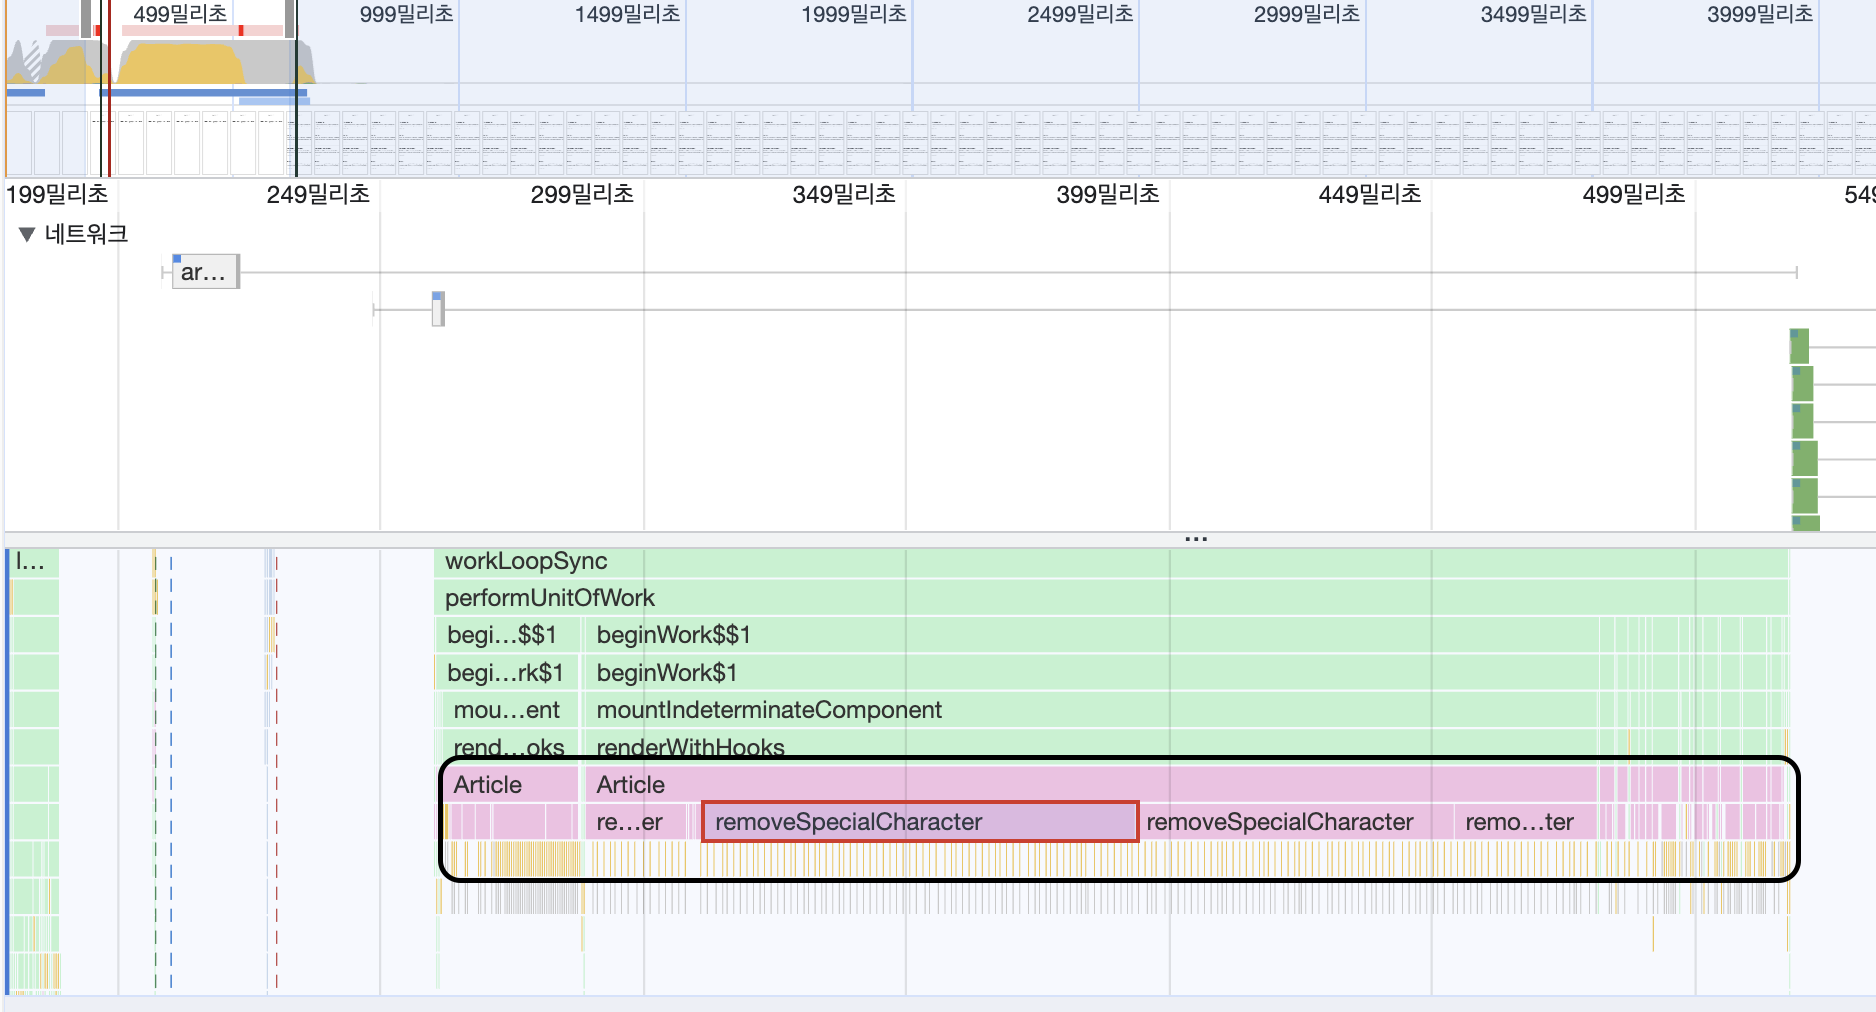 499밀리초 999밀리초 1499밀리초 1999밀리초 2499밀리초 2999밀리초 3499밀리초 3999밀리초
199밀리초 249밀리초 299밀리초 349밀리초 399밀리초 449밀리초 499밀리초 549
▼ 네트워크
ar…
...
l… workLoopSync
performUnitOfWork
begi…$$1 beginWork$$1
begi…rk$1 beginWork$1
mou…ent mountIndeterminateComponent
rend…oks renderWithHooks
Article Article
re…er removeSpecialCharacter removeSpecialCharacter remo…ter